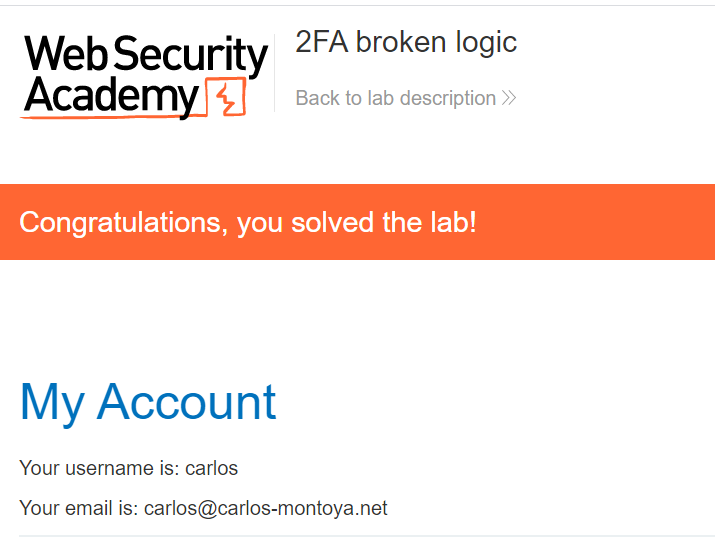 Web Security
Academy
2FA broken logic
Back to lab description
Congratulations, you solved the lab!
My Account
Your username is: carlos
Your email is: carlos@carlos-montoya.net